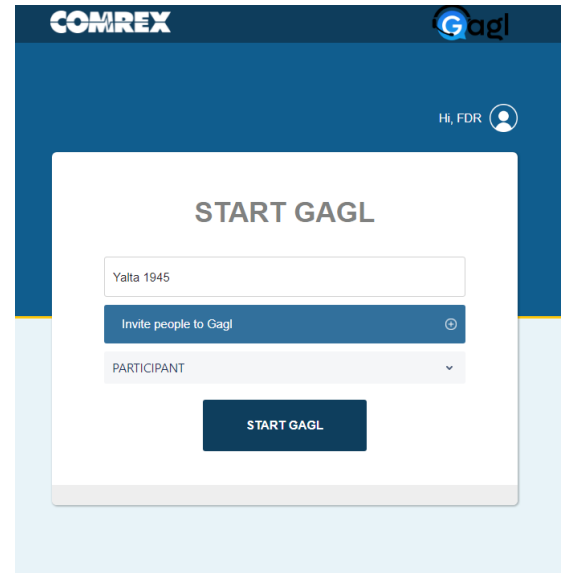 COMREX Gagl
Hi, FDR
START GAGL
Yalta 1945
Invite people to Gagl
PARTICIPANT
START GAGL